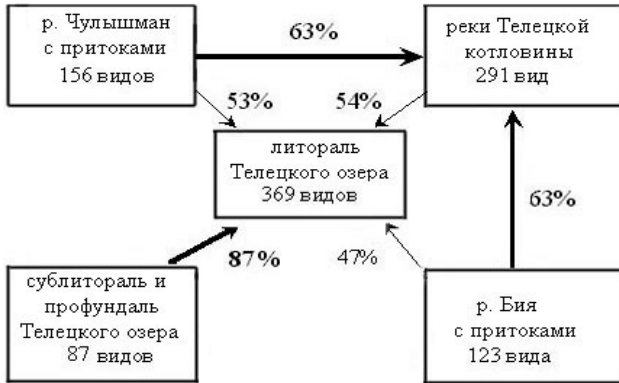 р. Чулышман
с притоками
156 видов
63%
реки Телецкой
котловины
291 вид
53%
54%
литораль
Телецкого озера
369 видов
63%
87%
47%
сублитораль и
профундаль
Телецкого озера
87 видов
р. Бия
с притоками
123 вида